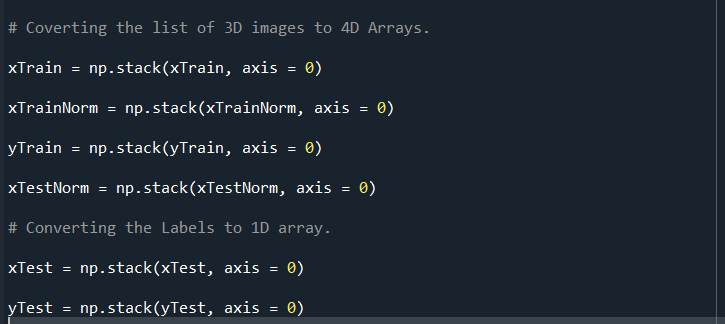 # Coverting the list of 3D images to 4D Arrays.
xTrain = np.stack(xTrain, axis = 0)
xTrainNorm = np.stack(xTrainNorm, axis = 0)
yTrain = np.stack(yTrain, axis = 0)
xTestNorm = np.stack(xTestNorm, axis = 0)
# Converting the Labels to 1D array.
xTest = np.stack(xTest, axis = 0)
yTest = np.stack(yTest, axis = 0)